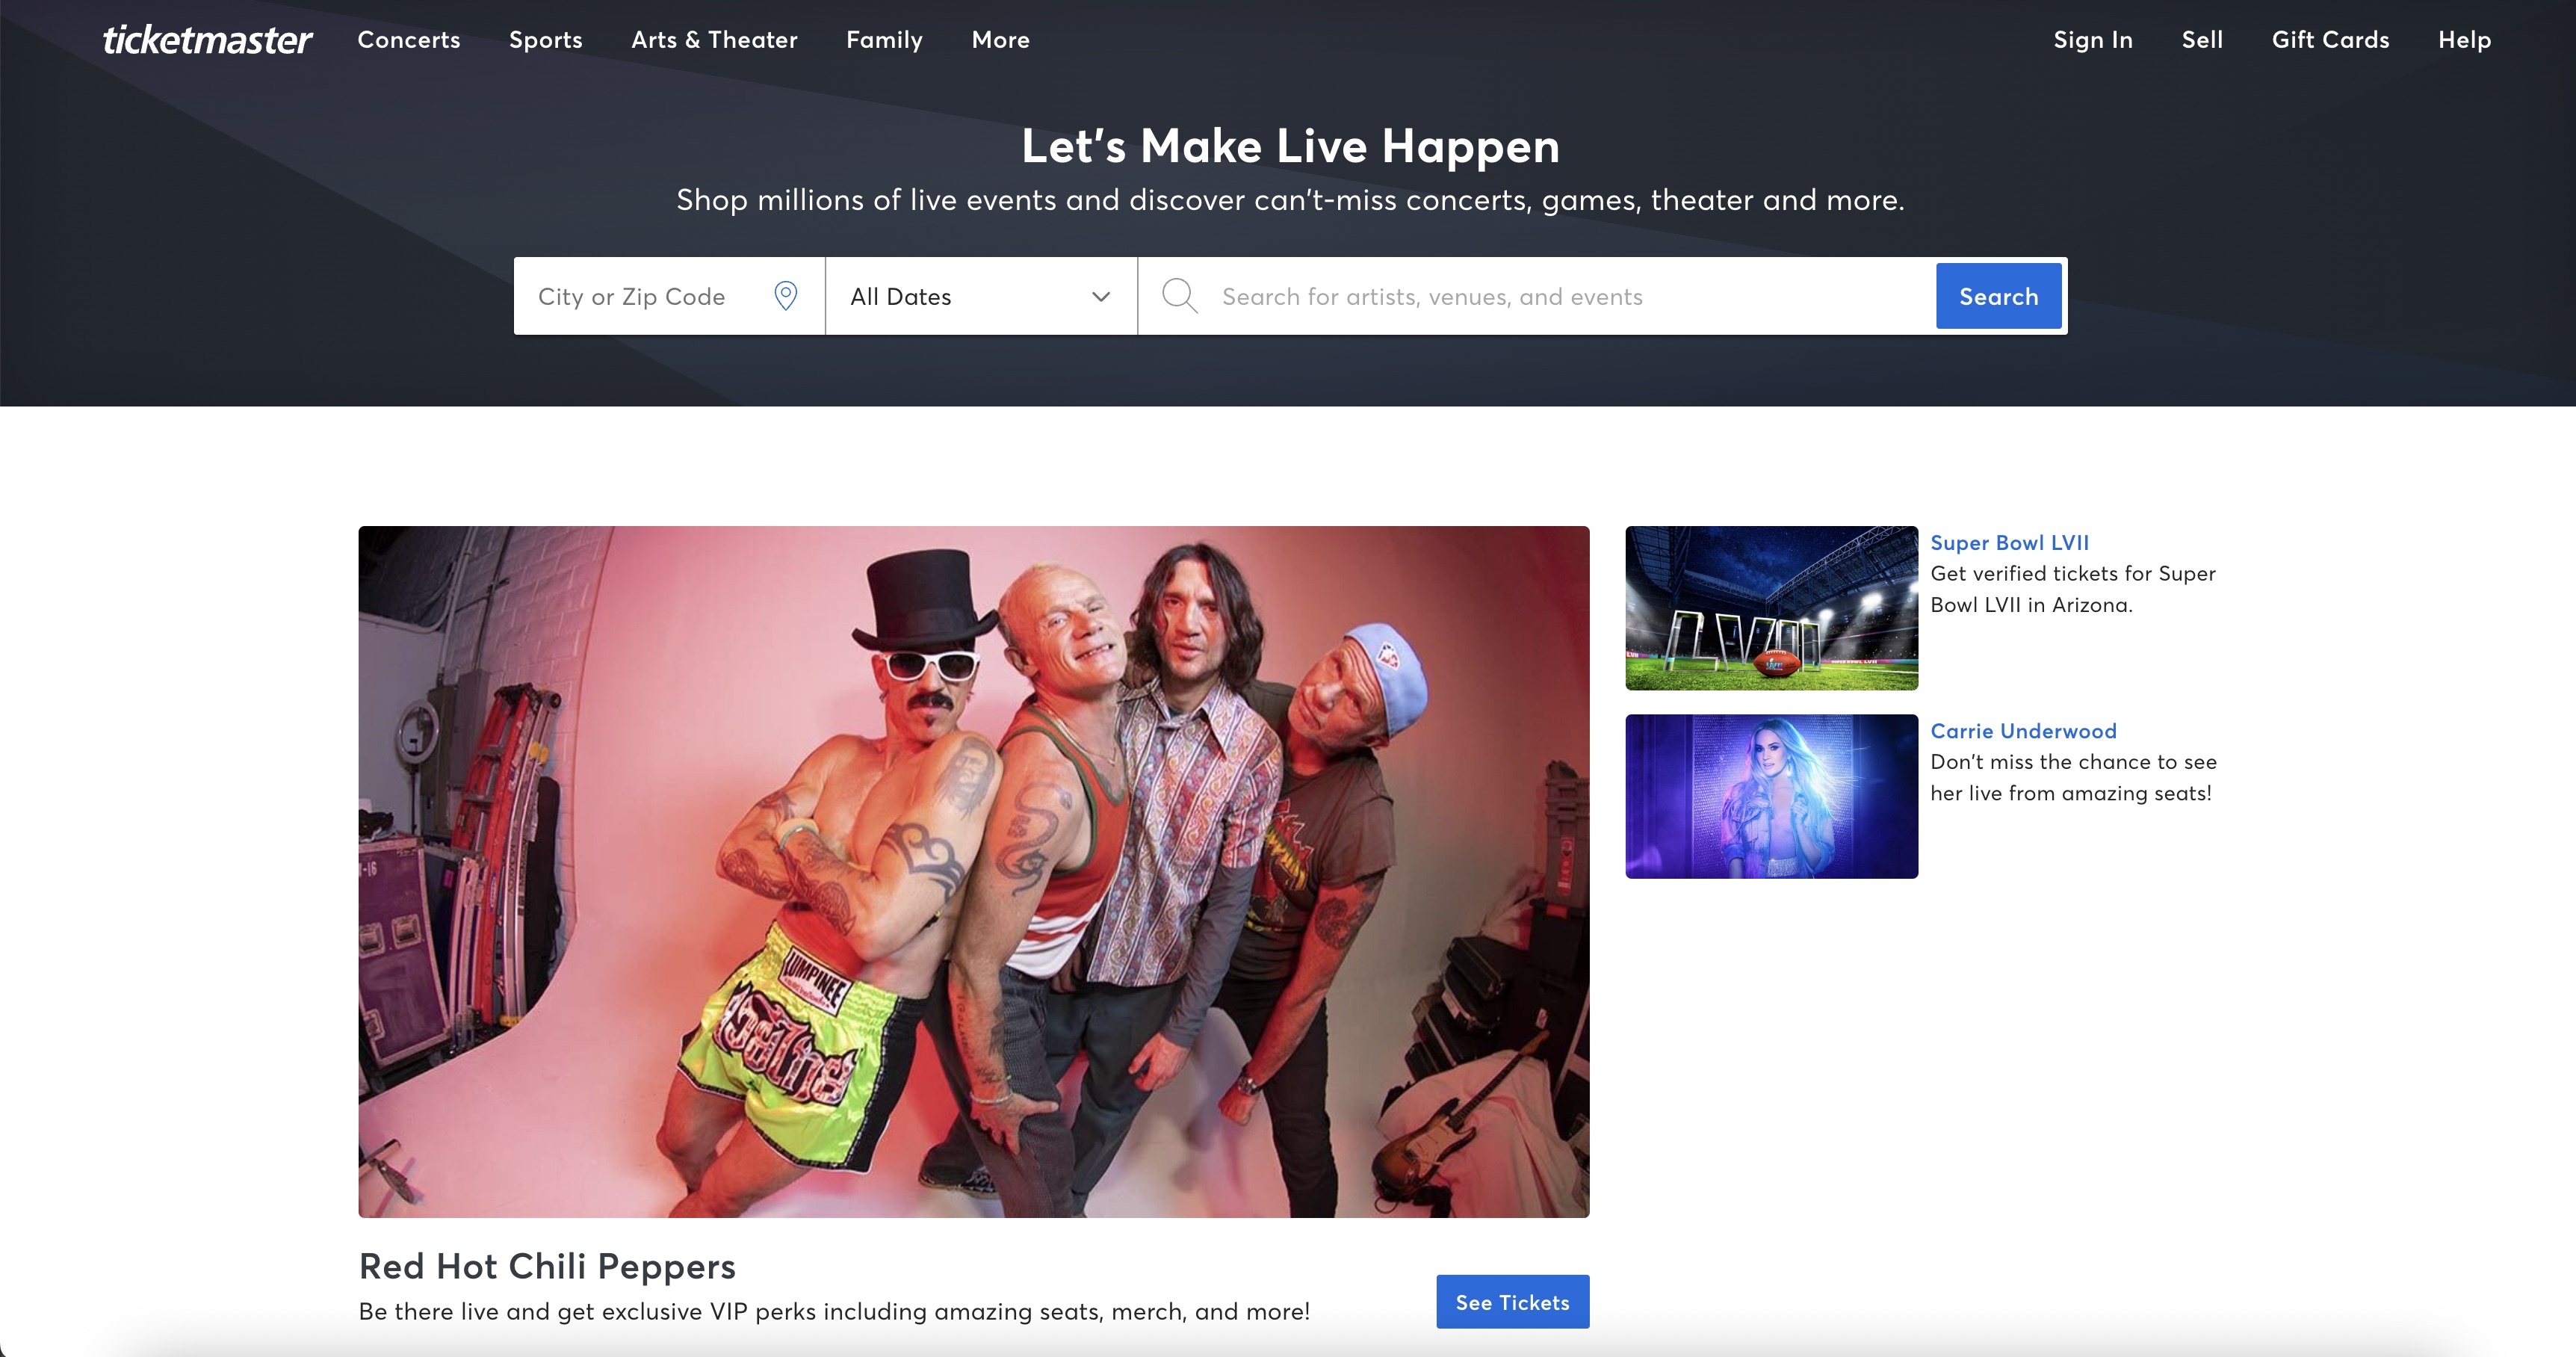 ticketmaster Concerts Sports Arts & Theater Family More Sign In Sell Gift Cards Help
Let's Make Live Happen
Shop millions of live events and discover can't-miss concerts, games, theater and more.
City or Zip Code All Dates Search for artists, venues, and events Search
LVII
Super Bowl LVII
Get verified tickets for Super
Bowl LVII in Arizona.
Carrie Underwood
Don't miss the chance to see
her live from amazing seats!
LUMPINEE
Red Hot Chili Peppers
Be there live and get exclusive VIP perks including amazing seats, merch, and more!
See Tickets